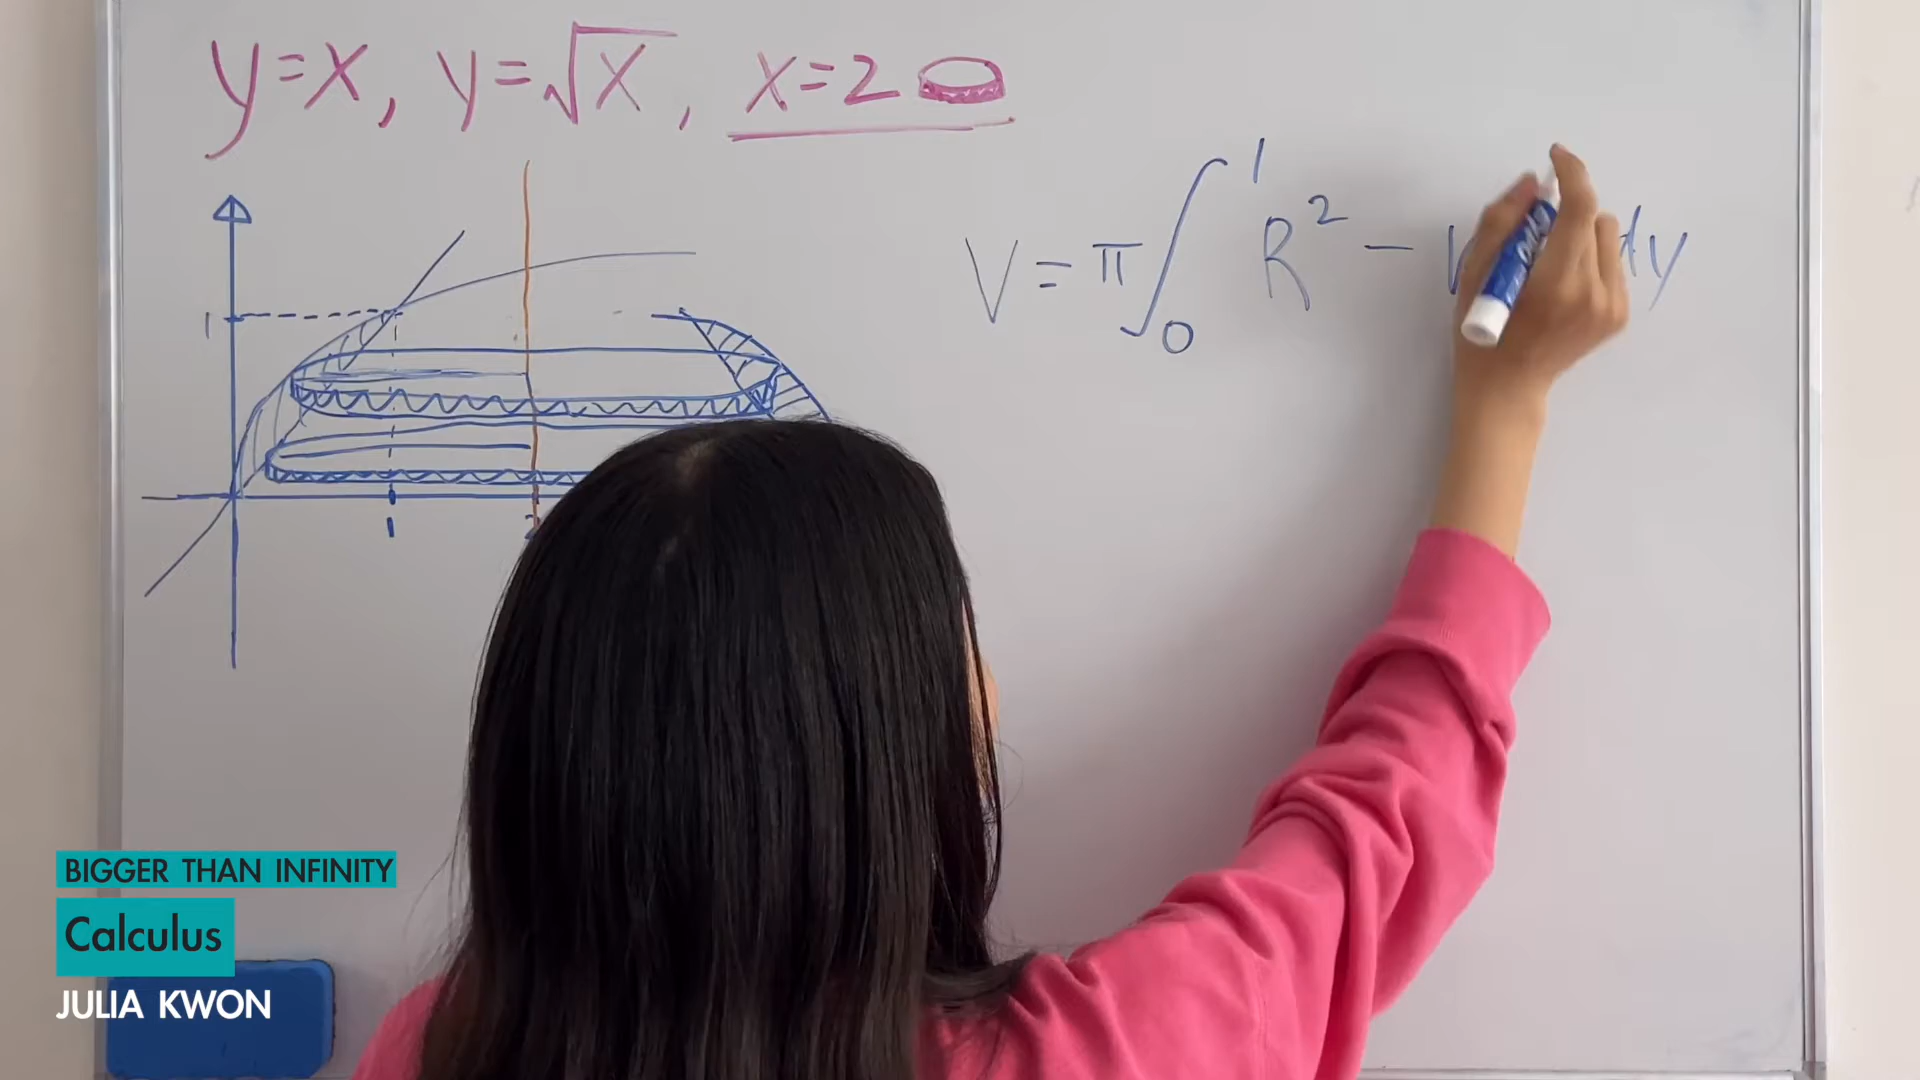 y=x, y=√x, x=2
V=π∫₀¹ R² − dy
1
1
BIGGER THAN INFINITY
Calculus
JULIA KWON